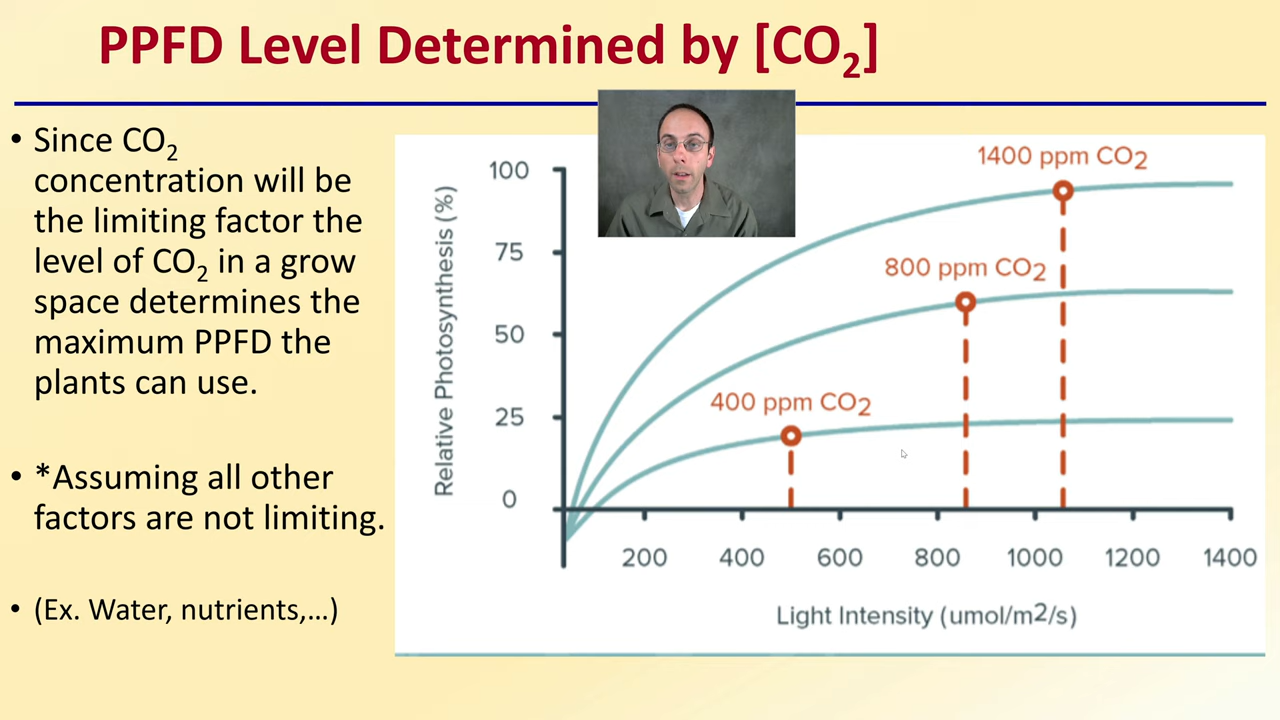 PPFD Level Determined by [CO₂]
• Since CO₂
concentration will be
the limiting factor the
level of CO₂ in a grow
space determines the
maximum PPFD the
plants can use.
• *Assuming all other
factors are not limiting.
• (Ex. Water, nutrients,...)
Relative Photosynthesis (%)
100
75
50
25
0
1400 ppm CO2
800 ppm CO2
400 ppm CO2
200 400 600 800 1000 1200 1400
Light Intensity (umol/m2/s)